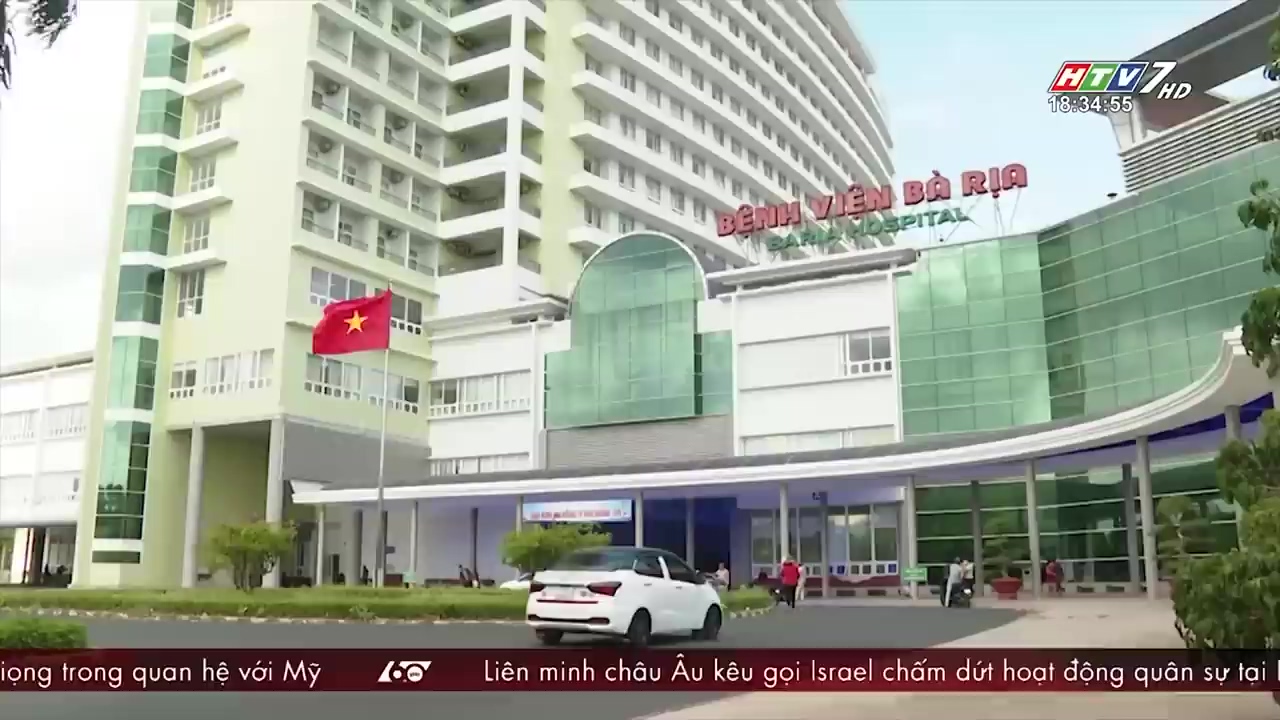 HTV7 HD
18:34:55
BỆNH VIỆN BÀ RỊA
BARIA HOSPITAL
trong quan hệ với Mỹ
60 Liên minh châu Âu kêu gọi Israel chấm dứt hoạt động quân sự tại